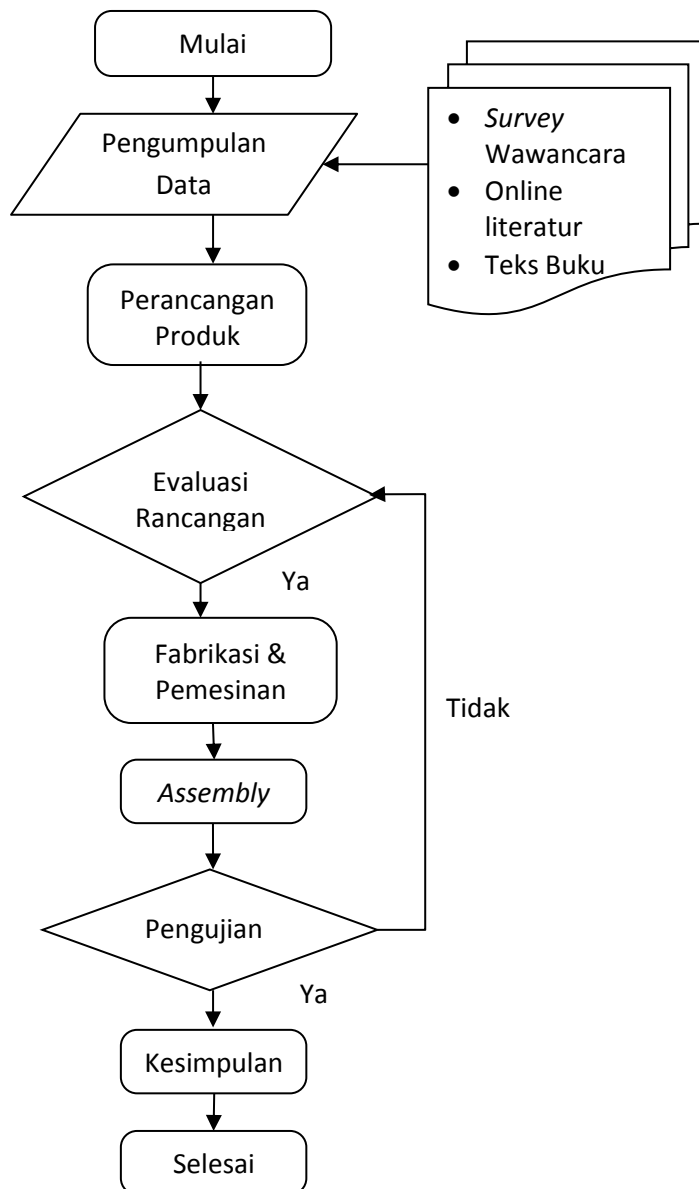 Mulai
Pengumpulan
Data
• Survey
Wawancara
• Online
literatur
• Teks Buku
Perancangan
Produk
Evaluasi
Rancangan
Ya
Fabrikasi &
Pemesinan
Tidak
Assembly
Pengujian
Ya
Kesimpulan
Selesai